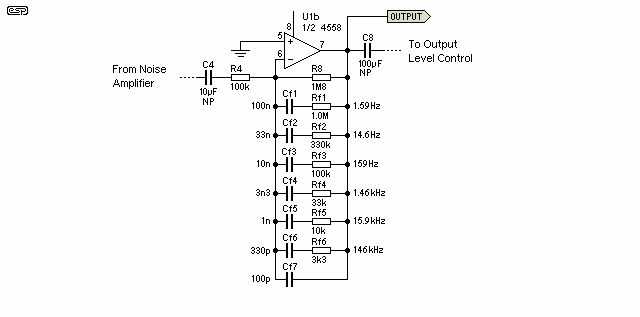 esp
U1b
1/2 4558
OUTPUT
8
5
+
6
-
7
C8
100µF
NP
To Output
Level Control
From Noise
Amplifier
C4
10µF
NP
R4
100k
R8
1M8
100n
Cf1
Rf1
1.0M
1.59Hz
33n
Cf2
Rf2
330k
14.6Hz
10n
Cf3
Rf3
100k
159Hz
3n3
Cf4
Rf4
33k
1.46kHz
1n
Cf5
Rf5
10k
15.9kHz
330p
Cf6
Rf6
3k3
146kHz
100p
Cf7